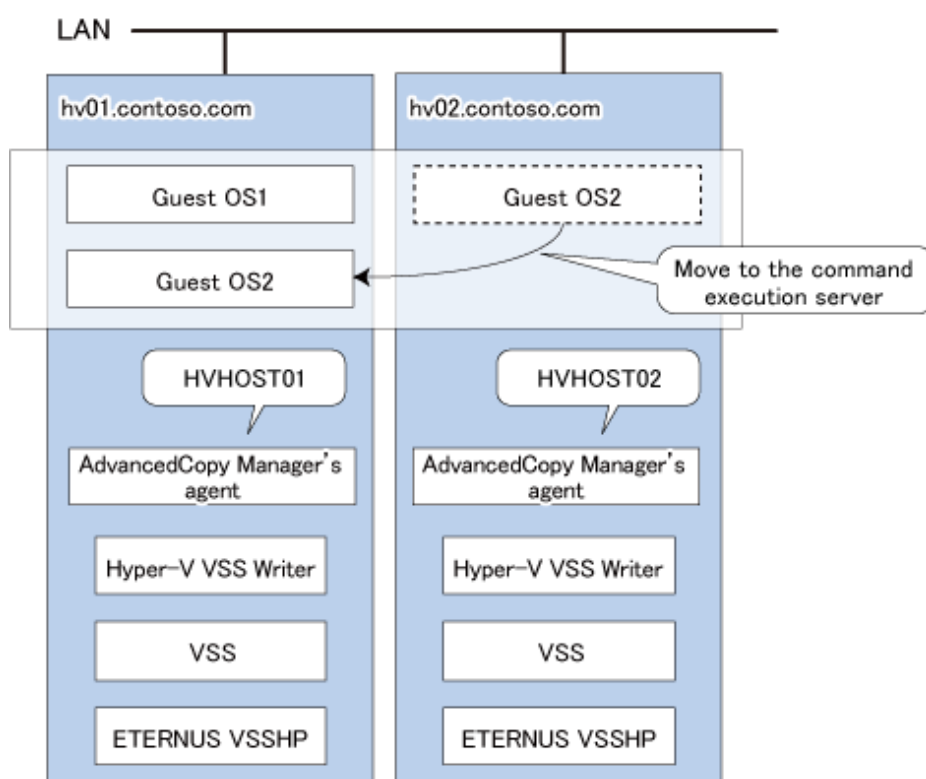 LAN
hv01.contoso.com
hv02.contoso.com
Guest OS1
Guest OS2
Guest OS2
Move to the command
execution server
HVHOST01
HVHOST02
AdvancedCopy Manager's
agent
AdvancedCopy Manager's
agent
Hyper-V VSS Writer
Hyper-V VSS Writer
VSS
VSS
ETERNUS VSSHP
ETERNUS VSSHP